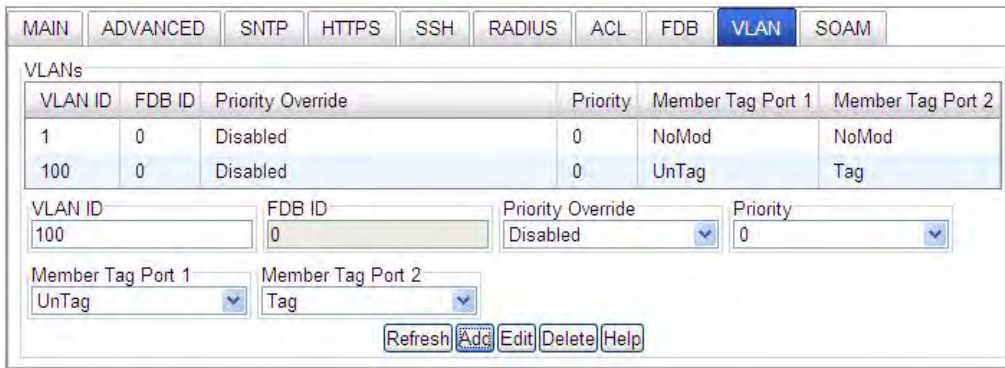 MAIN ADVANCED SNTP HTTPS SSH RADIUS ACL FDB VLAN SOAM
VLANs
VLAN ID FDB ID Priority Override Priority Member Tag Port 1 Member Tag Port 2
1 0 Disabled 0 NoMod NoMod
100 0 Disabled 0 UnTag Tag
VLAN ID FDB ID Priority Override Priority
100 0 Disabled 0
Member Tag Port 1 Member Tag Port 2
UnTag Tag
Refresh Add Edit Delete Help